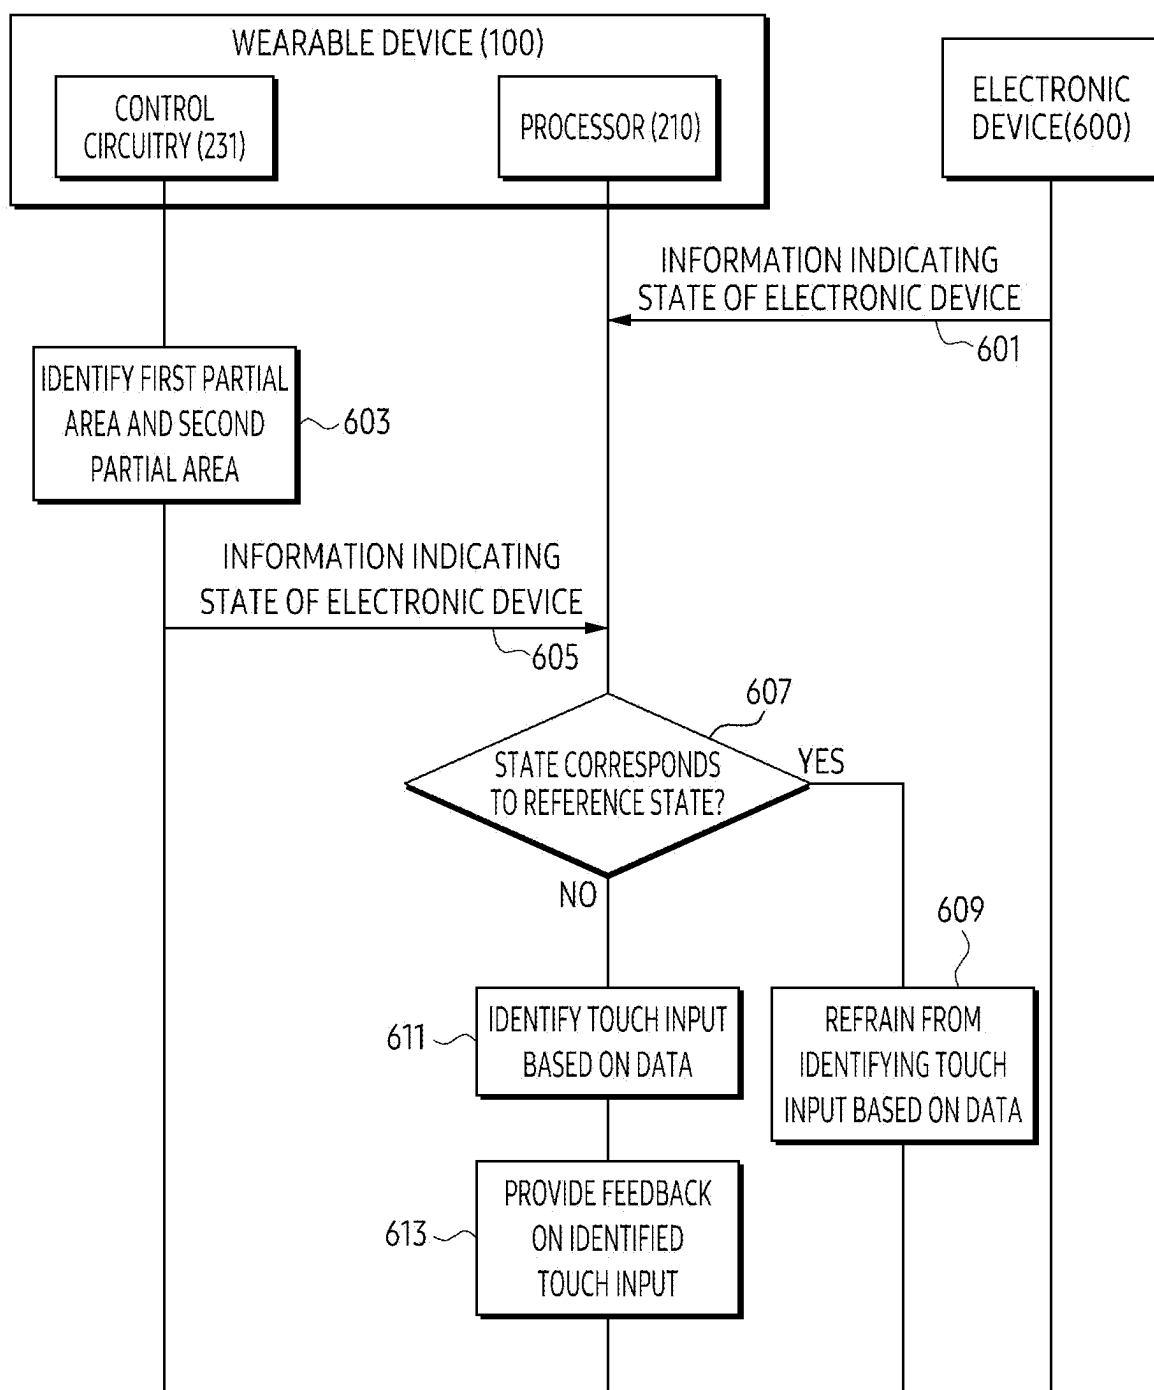 WEARABLE DEVICE (100)
CONTROL
CIRCUITRY (231)
PROCESSOR (210)
ELECTRONIC
DEVICE(600)
INFORMATION INDICATING
STATE OF ELECTRONIC DEVICE
601
IDENTIFY FIRST PARTIAL
AREA AND SECOND
PARTIAL AREA
603
INFORMATION INDICATING
STATE OF ELECTRONIC DEVICE
605
607
STATE CORRESPONDS
TO REFERENCE STATE?
YES
NO
609
611
IDENTIFY TOUCH INPUT
BASED ON DATA
REFRAIN FROM
IDENTIFYING TOUCH
INPUT BASED ON DATA
613
PROVIDE FEEDBACK
ON IDENTIFIED
TOUCH INPUT